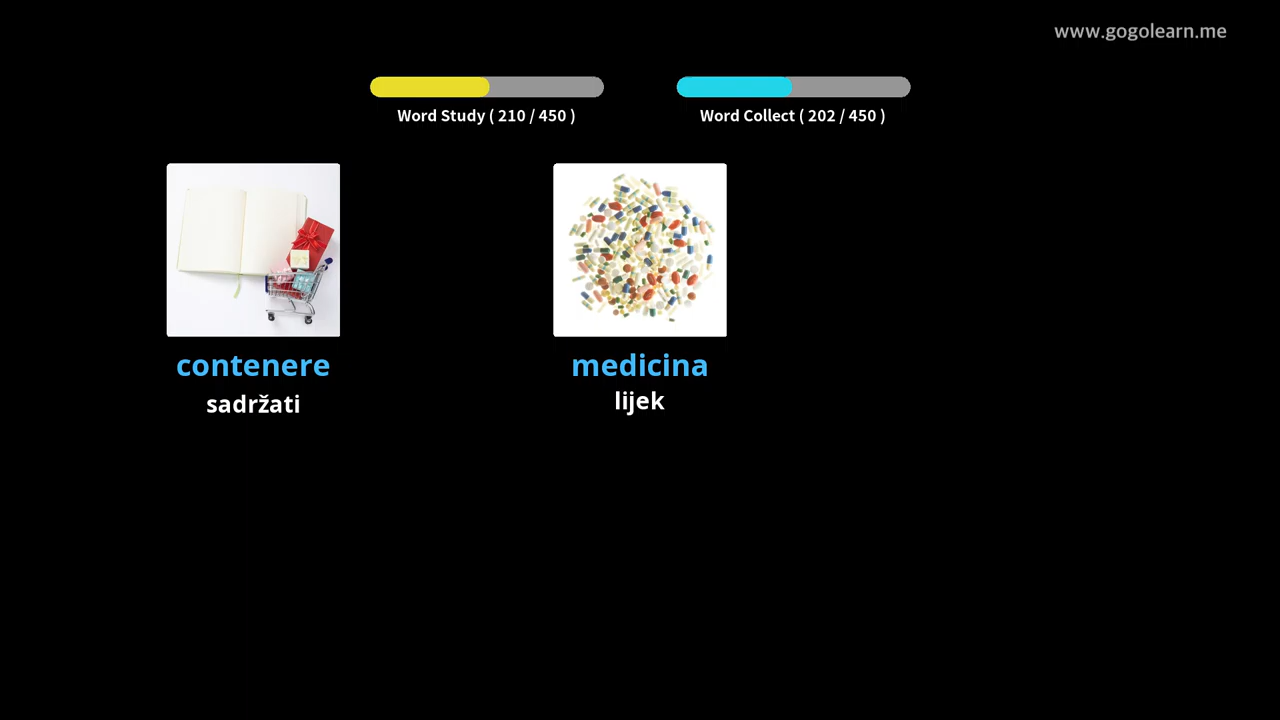 www.gogolearn.me
Word Study ( 210 / 450 )
Word Collect ( 202 / 450 )
contenere
sadržati
medicina
lijek